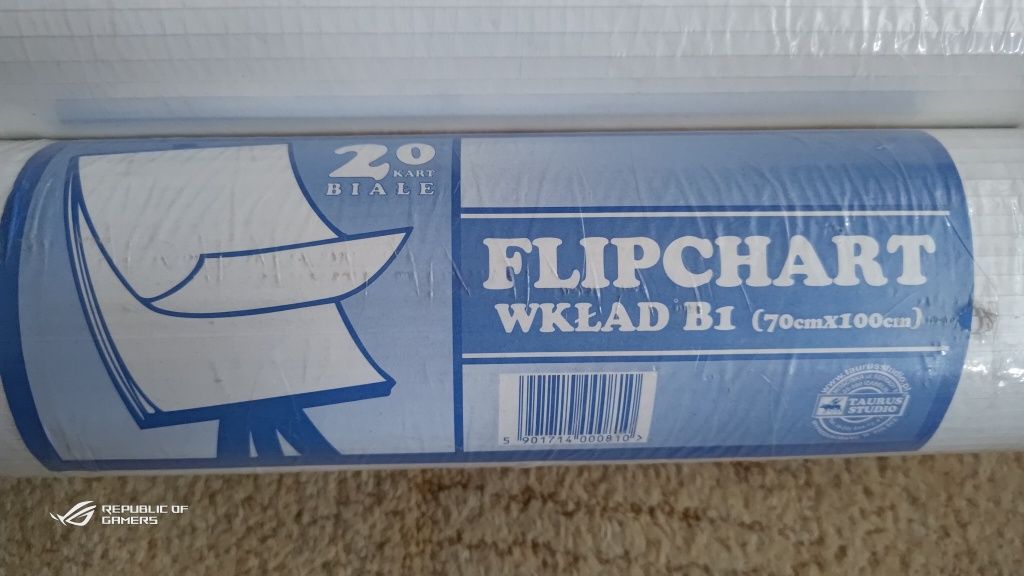 20
KART
BIAŁE
FLIPCHART
WKŁAD B1 (70cmX100cm)
5 901714 000810 >
TAURUS
STUDIO
REPUBLIC OF
GAMERS